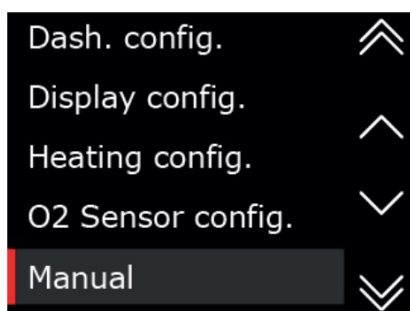 Dash. config.
Display config.
Heating config.
O2 Sensor config.
Manual